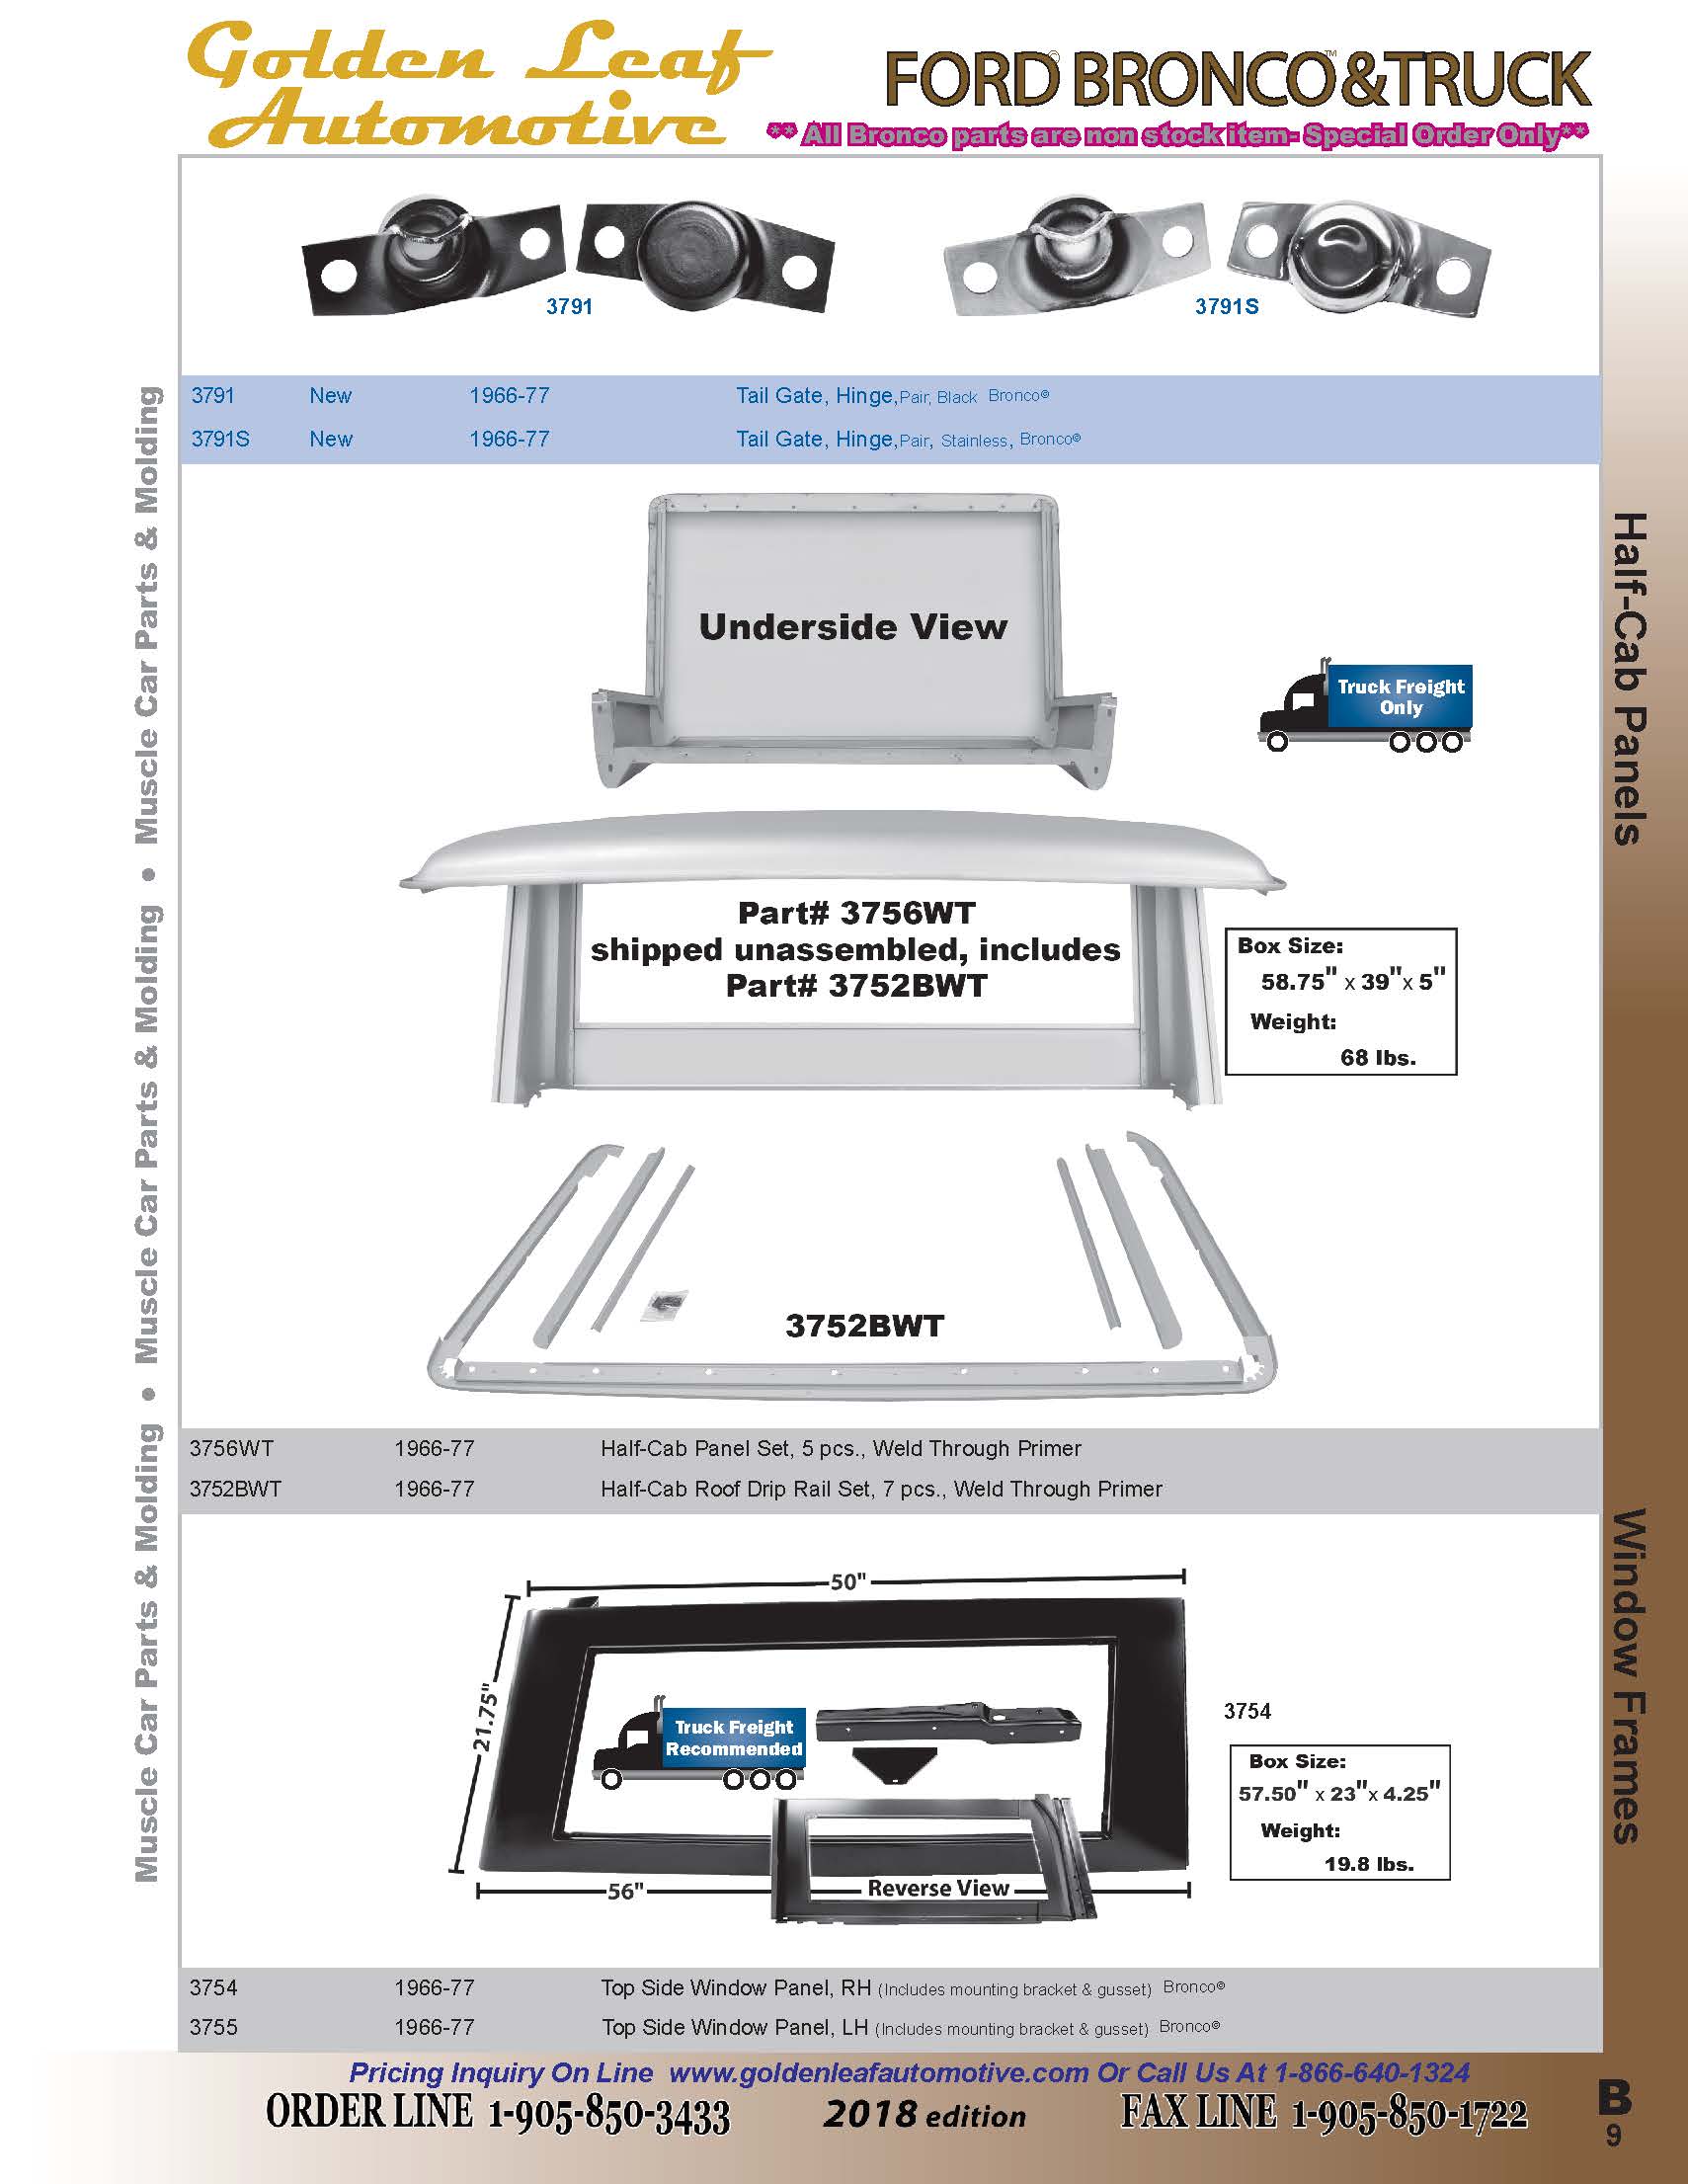 Golden Leaf
Automotive
FORD© BRONCO™&TRUCK
** All Bronco parts are non stock item- Special Order Only**
3791
3791S
3791 New 1966-77 Tail Gate, Hinge,Pair, Black Bronco©
3791S New 1966-77 Tail Gate, Hinge,Pair, Stainless, Bronco©
Underside View
Truck Freight
Only
Part# 3756WT
shipped unassembled, includes
Part# 3752BWT
Box Size:
58.75" x 39"x 5"
Weight:
68 lbs.
3752BWT
3756WT 1966-77 Half-Cab Panel Set, 5 pcs., Weld Through Primer
3752BWT 1966-77 Half-Cab Roof Drip Rail Set, 7 pcs., Weld Through Primer
50"
21.75"
Truck Freight
Recommended
3754
Box Size:
57.50" x 23"x 4.25"
Weight:
19.8 lbs.
56"
Reverse View
3754 1966-77 Top Side Window Panel, RH (Includes mounting bracket & gusset) Bronco©
3755 1966-77 Top Side Window Panel, LH (Includes mounting bracket & gusset) Bronco©
Muscle Car Parts & Molding • Muscle Car Parts & Molding • Muscle Car Parts & Molding
Half-Cab Panels
Window Frames
Pricing Inquiry On Line www.goldenleafautomotive.com Or Call Us At 1-866-640-1324
ORDER LINE 1-905-850-3433 2018 edition FAX LINE 1-905-850-1722
B
9